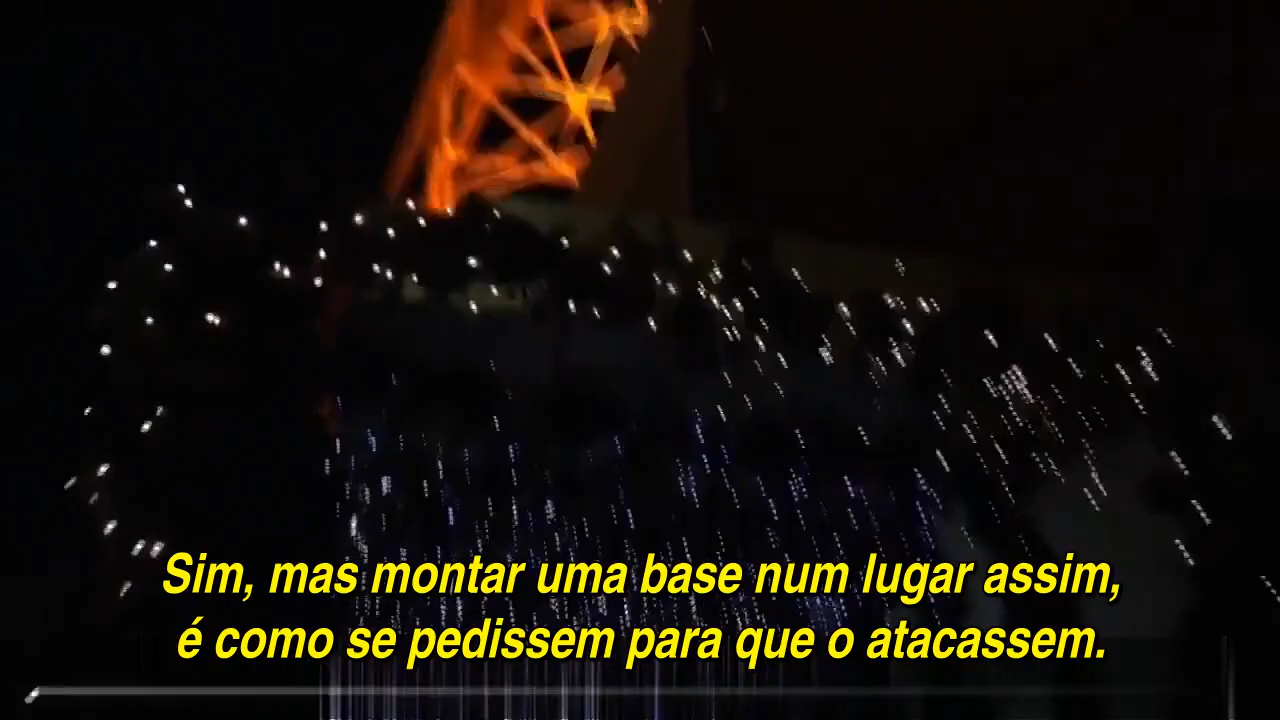 Sim, mas montar uma base num lugar assim,
é como se pedissem para que o atacassem.